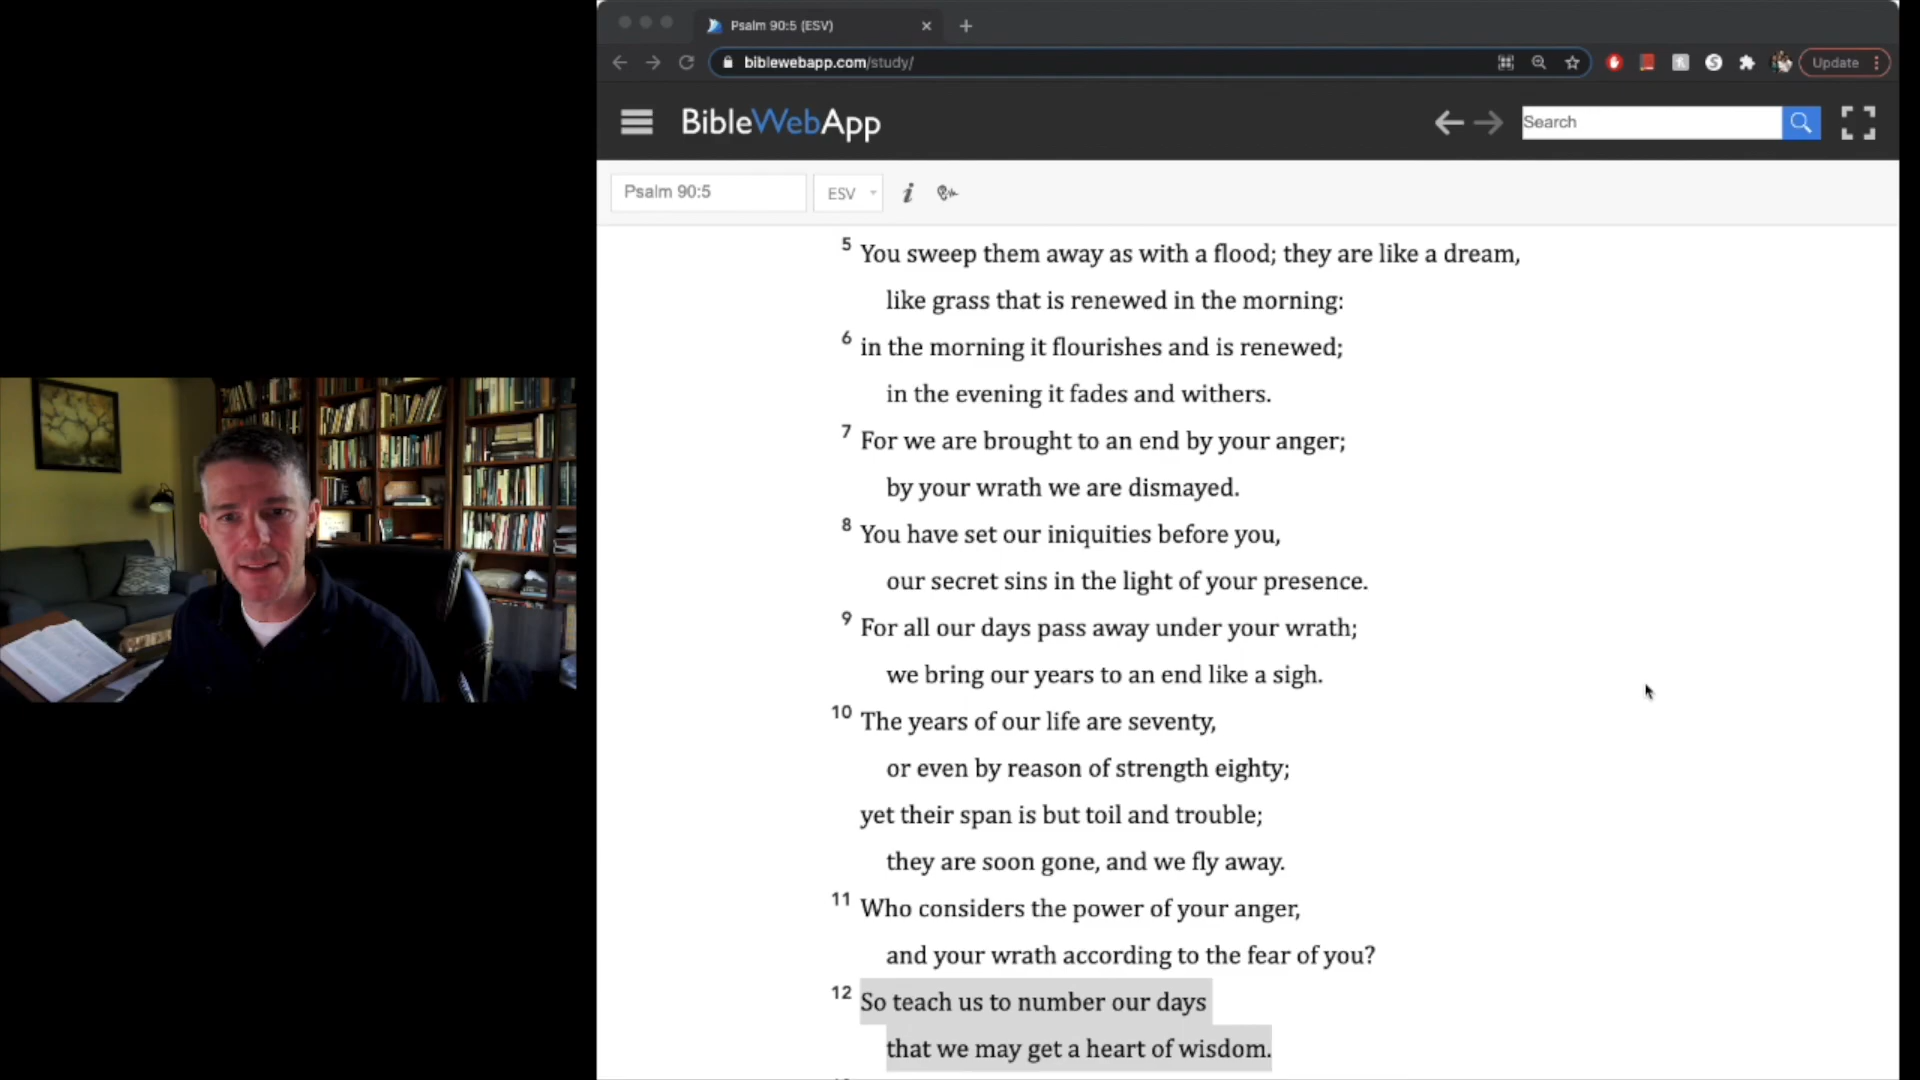 Psalm 90:5 (ESV)
biblewebapp.com/study/
Update
BibleWebApp
Search
Psalm 90:5
ESV
5 You sweep them away as with a flood; they are like a dream,
like grass that is renewed in the morning:
6 in the morning it flourishes and is renewed;
in the evening it fades and withers.
7 For we are brought to an end by your anger;
by your wrath we are dismayed.
8 You have set our iniquities before you,
our secret sins in the light of your presence.
9 For all our days pass away under your wrath;
we bring our years to an end like a sigh.
10 The years of our life are seventy,
or even by reason of strength eighty;
yet their span is but toil and trouble;
they are soon gone, and we fly away.
11 Who considers the power of your anger,
and your wrath according to the fear of you?
12 So teach us to number our days
that we may get a heart of wisdom.